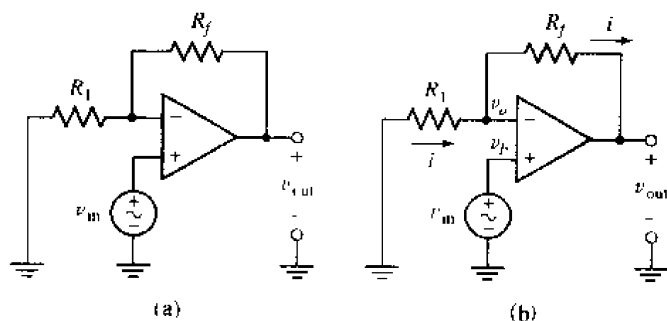 R_f
R_1
−
+
v_in
+
−
+
v_out
-
(a)
R_f
i
R_1
v_a
−
i
v_b
+
v_in
+
−
+
v_out
-
(b)